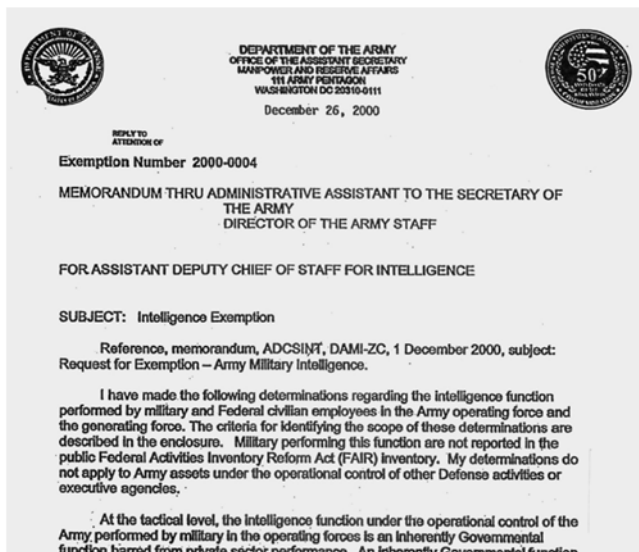 DEPARTMENT OF THE ARMY
OFFICE OF THE ASSISTANT SECRETARY
MANPOWER AND RESERVE AFFAIRS
111 ARMY PENTAGON
WASHINGTON DC 20310-0111
December 26, 2000
REPLY TO
ATTENTION OF
Exemption Number 2000-0004
MEMORANDUM THRU ADMINISTRATIVE ASSISTANT TO THE SECRETARY OF
THE ARMY
DIRECTOR OF THE ARMY STAFF
FOR ASSISTANT DEPUTY CHIEF OF STAFF FOR INTELLIGENCE
SUBJECT: Intelligence Exemption
Reference, memorandum, ADCSINT, DAMI-ZC, 1 December 2000, subject:
Request for Exemption – Army Military Intelligence.
I have made the following determinations regarding the intelligence function
performed by military and Federal civilian employees in the Army operating force and
the generating force. The criteria for identifying the scope of these determinations are
described in the enclosure. Military performing this function are not reported in the
public Federal Activities Inventory Reform Act (FAIR) inventory. My determinations do
not apply to Army assets under the operational control of other Defense activities or
executive agencies.
At the tactical level, the intelligence function under the operational control of the
Army performed by military in the operating forces is an inherently Governmental
function barred from private sector performance. An inherently Governmental function